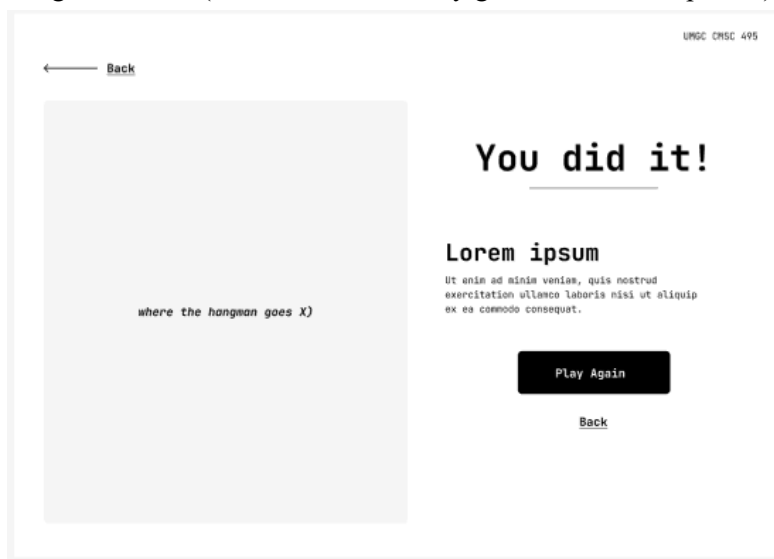 UMGC CMSC 495
Back
where the hangman goes X)
You did it!
Lorem ipsum
Ut enim ad minim veniam, quis nostrud
exercitation ullamco laboris nisi ut aliquip
ex ea commodo consequat.
Play Again
Back